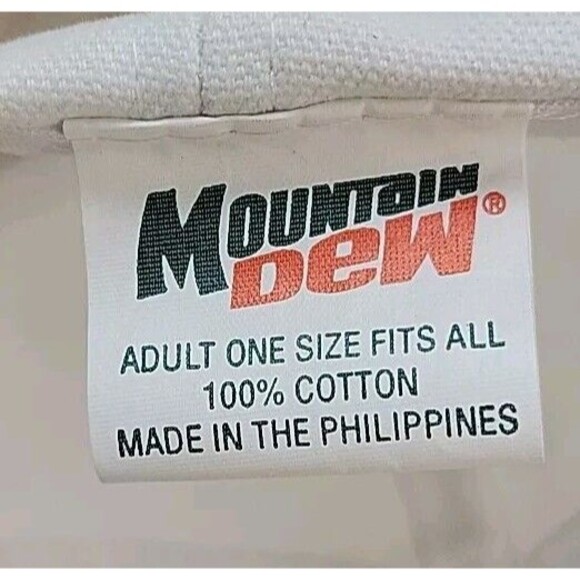 MOUNTAIN
DEW®
ADULT ONE SIZE FITS ALL
100% COTTON
MADE IN THE PHILIPPINES